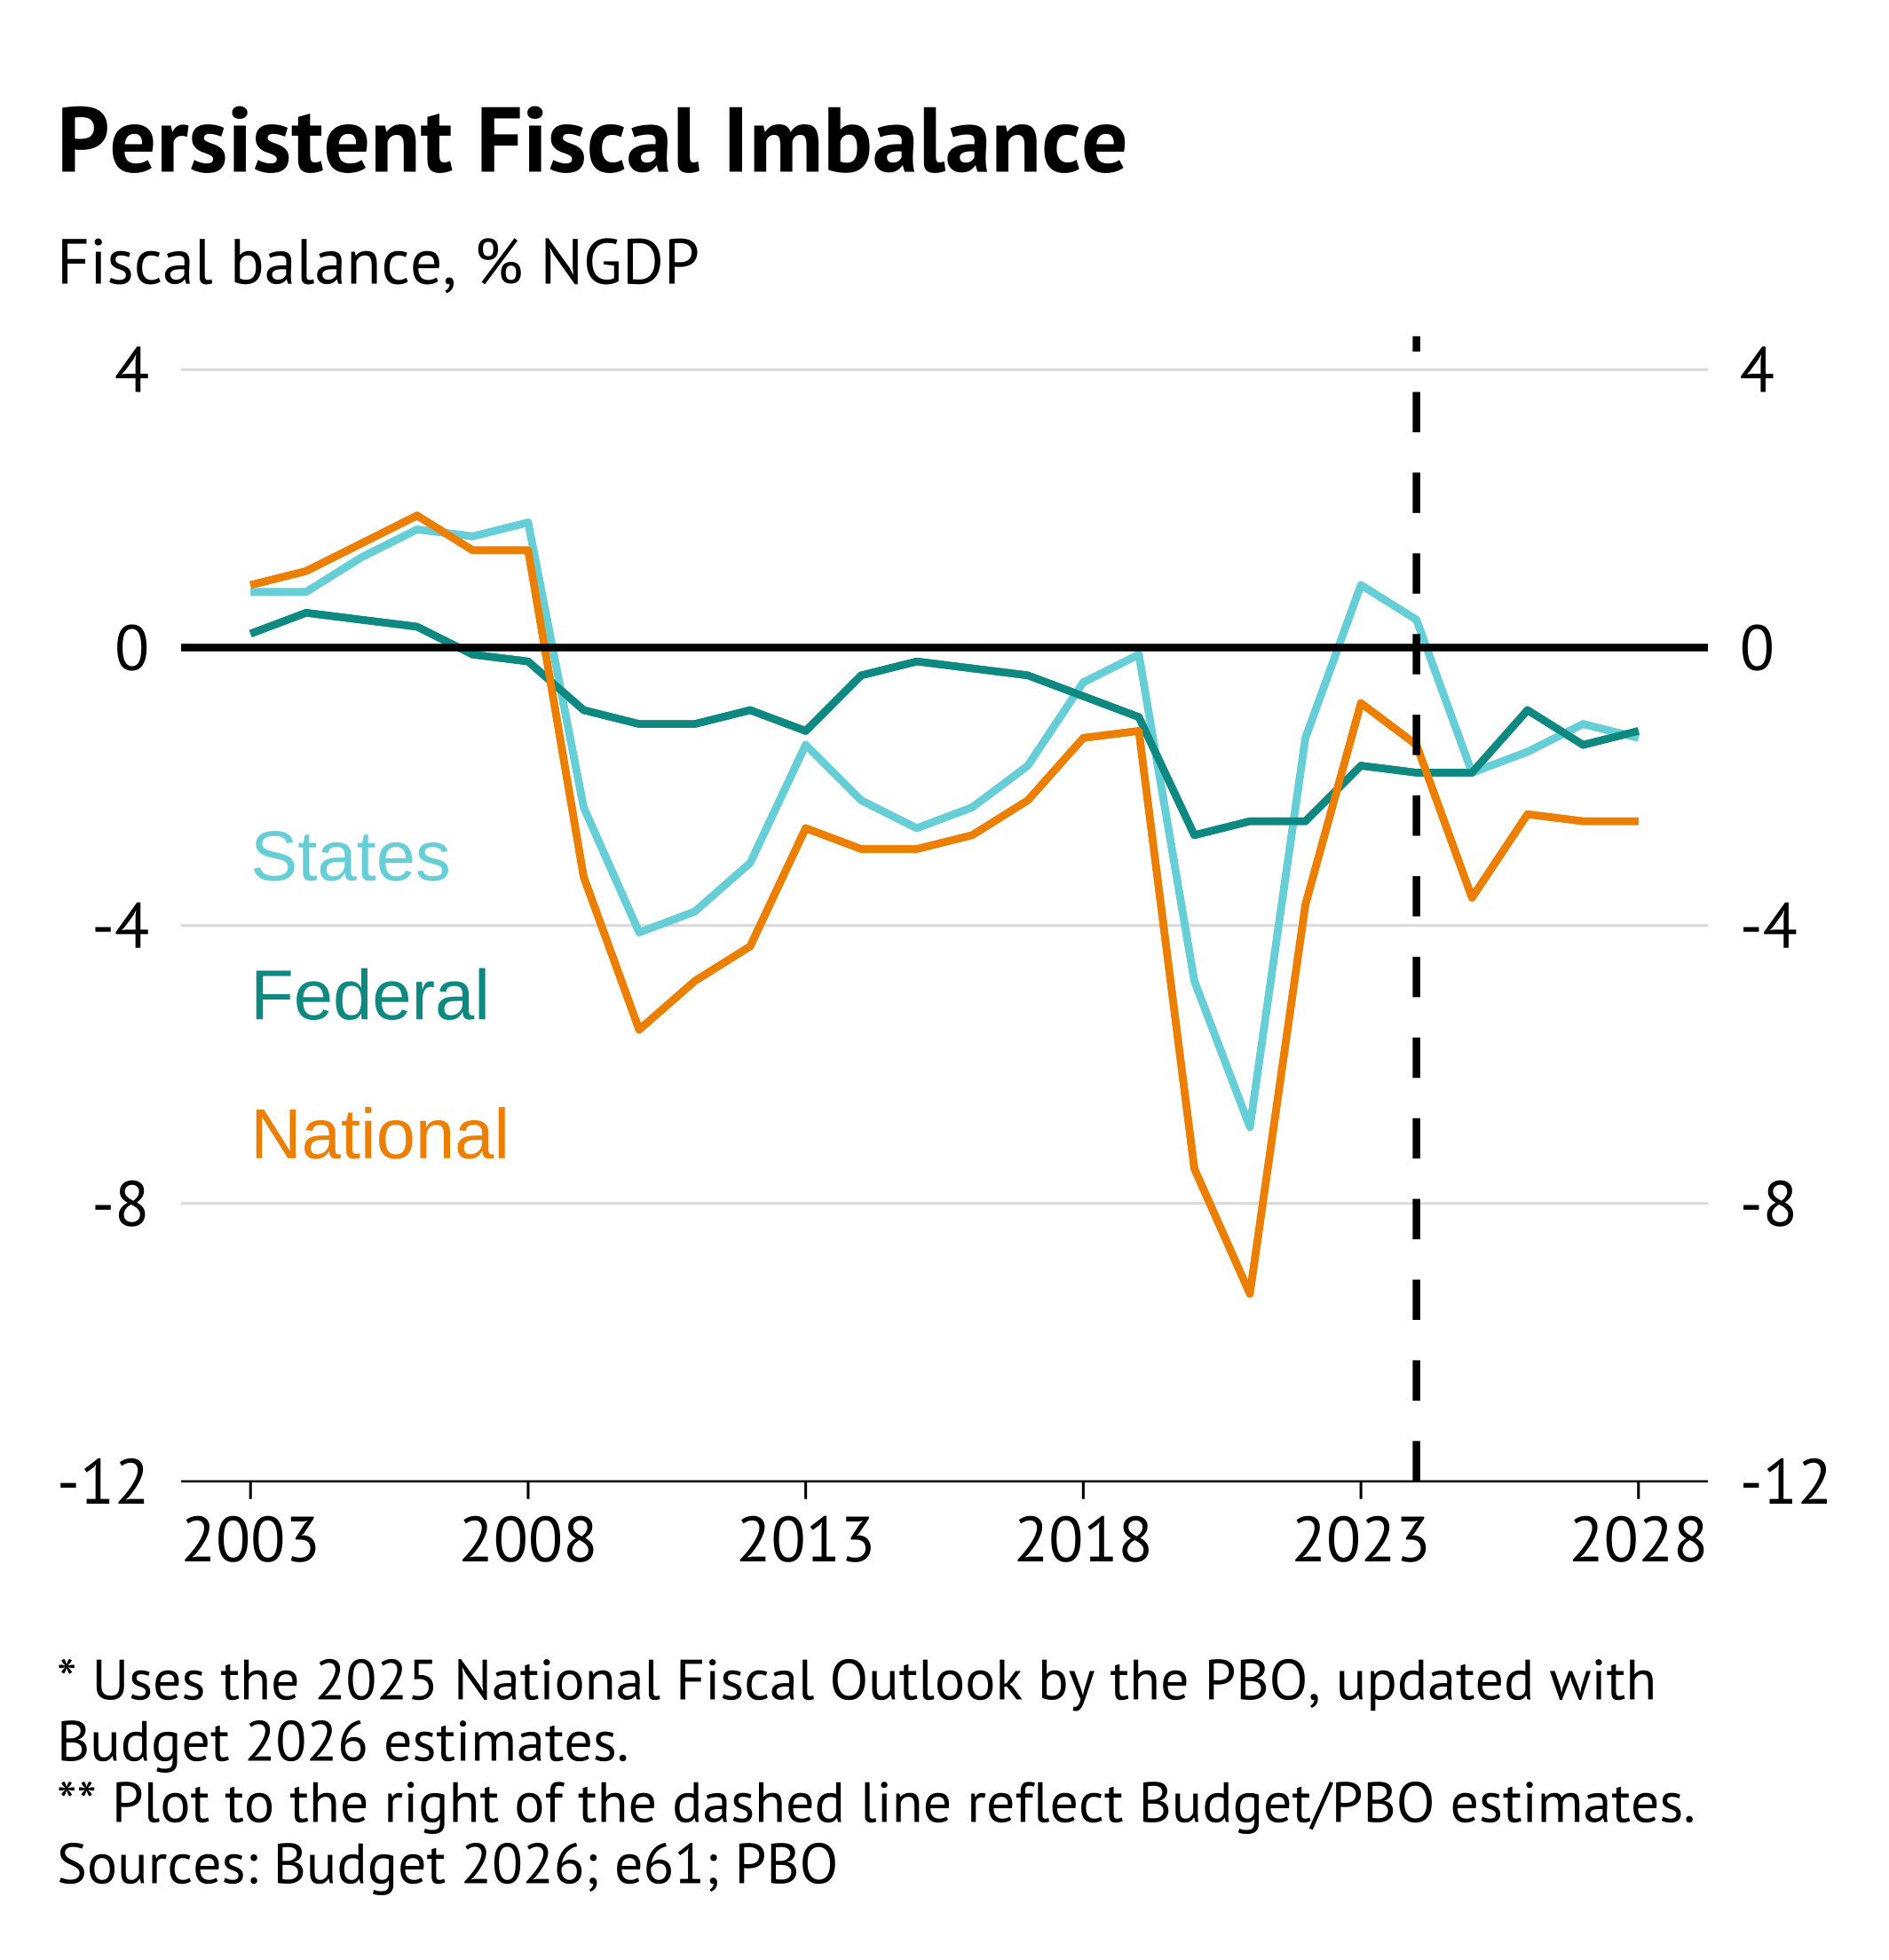 Persistent Fiscal Imbalance
Fiscal balance, % NGDP
4 4
0 0
States
-4 -4
Federal
National
-8 -8
-12 -12
2003 2008 2013 2018 2023 2028
* Uses the 2025 National Fiscal Outlook by the PBO, updated with
Budget 2026 estimates.
** Plot to the right of the dashed line reflect Budget/PBO estimates.
Sources: Budget 2026; e61; PBO